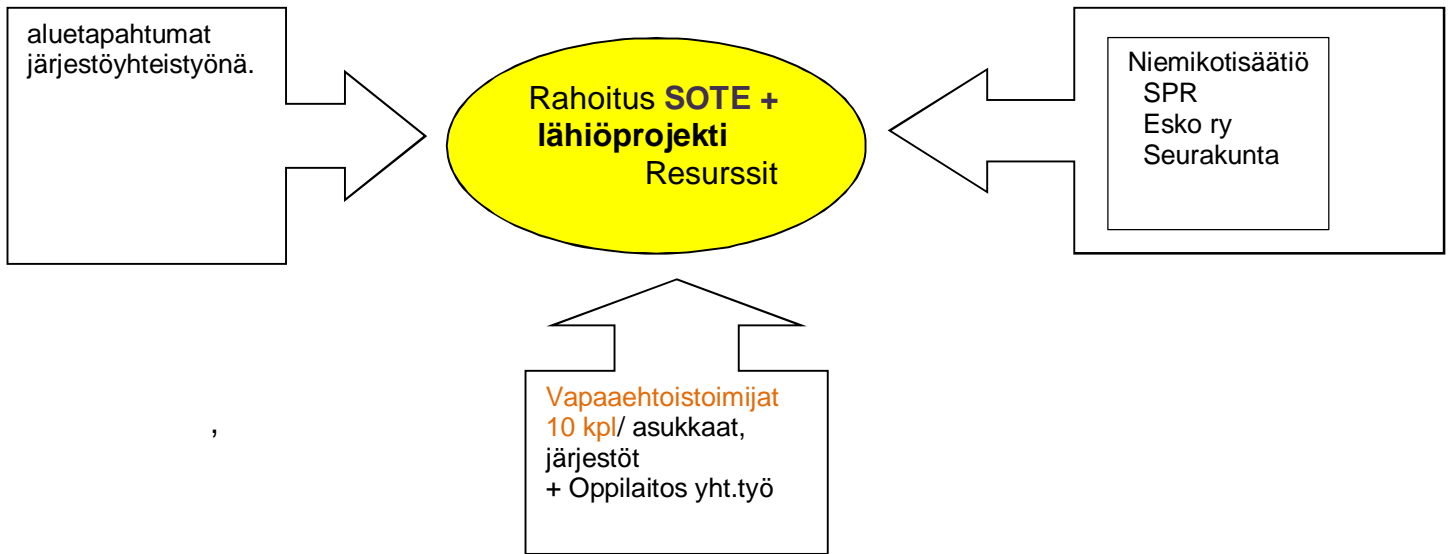 aluetapahtumat
järjestöyhteistyönä.
Rahoitus SOTE +
lähiöprojekti
Resurssit
Niemikotisäätiö
SPR
Esko ry
Seurakunta
Vapaaehtoistoimijat
10 kpl/ asukkaat,
järjestöt
+ Oppilaitos yht.työ
,